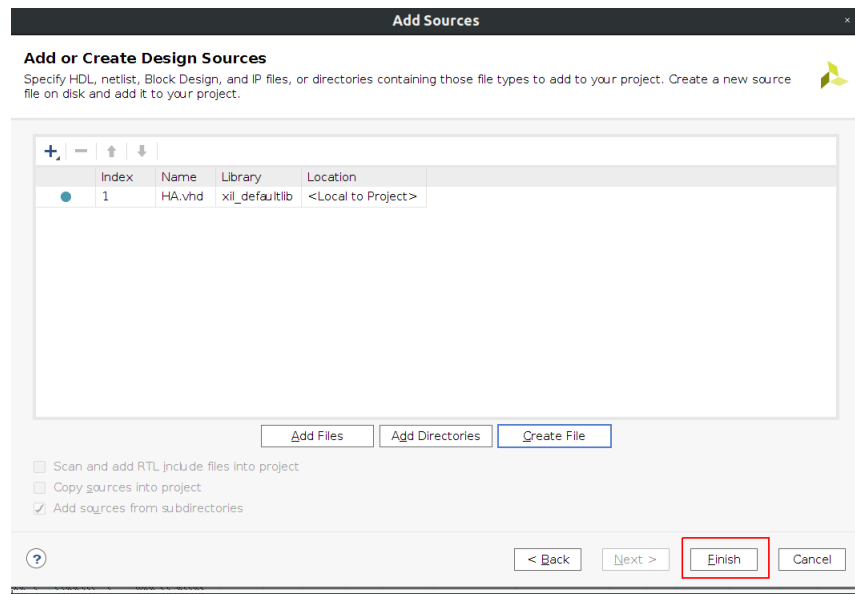 Add Sources
×
Add or Create Design Sources
Specify HDL, netlist, Block Design, and IP files, or directories containing those file types to add to your project. Create a new source
file on disk and add it to your project.
Index Name Library Location
1 HA.vhd xil_defaultlib <Local to Project>
Add Files Add Directories Create File
Scan and add RTL include files into project
Copy sources into project
Add sources from subdirectories
? < Back Next > Finish Cancel